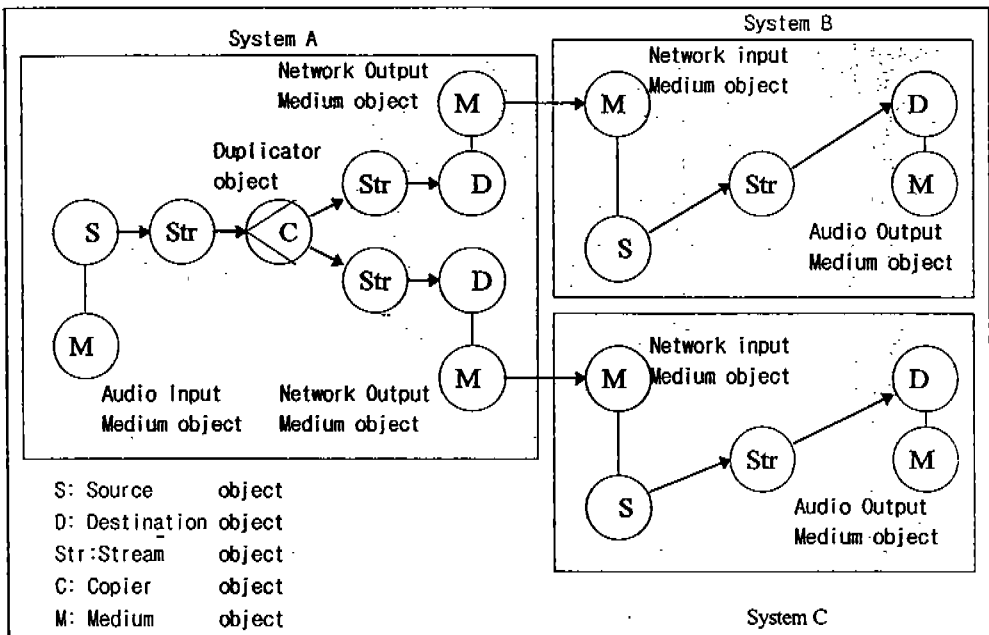 System A
Network Output
Medium object
M
Duplicator
object
Str
D
S
Str
C
Str
D
M
M
Audio Input
Medium object
Network Output
Medium object
System B
Network input
Medium object
M
D
Str
M
S
Audio Output
Medium object
Network input
Medium object
M
D
Str
M
S
Audio Output
Medium object
System C
S: Source object
D: Destination object
Str:Stream object
C: Copier object
M: Medium object